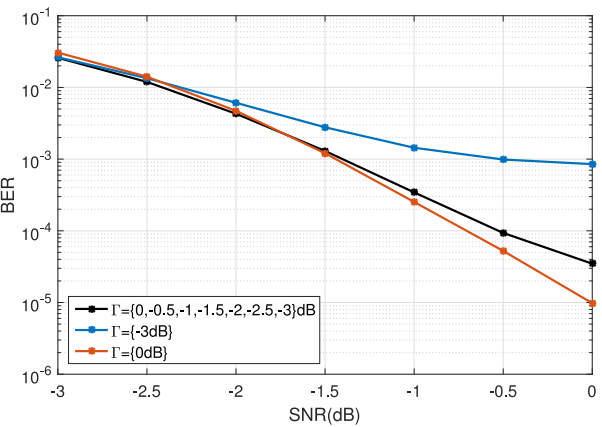 10^-1
10^-2
10^-3
10^-4
10^-5
10^-6
BER
Γ={0,-0.5,-1,-1.5,-2,-2.5,-3}dB
Γ={-3dB}
Γ={0dB}
-3 -2.5 -2 -1.5 -1 -0.5 0
SNR(dB)